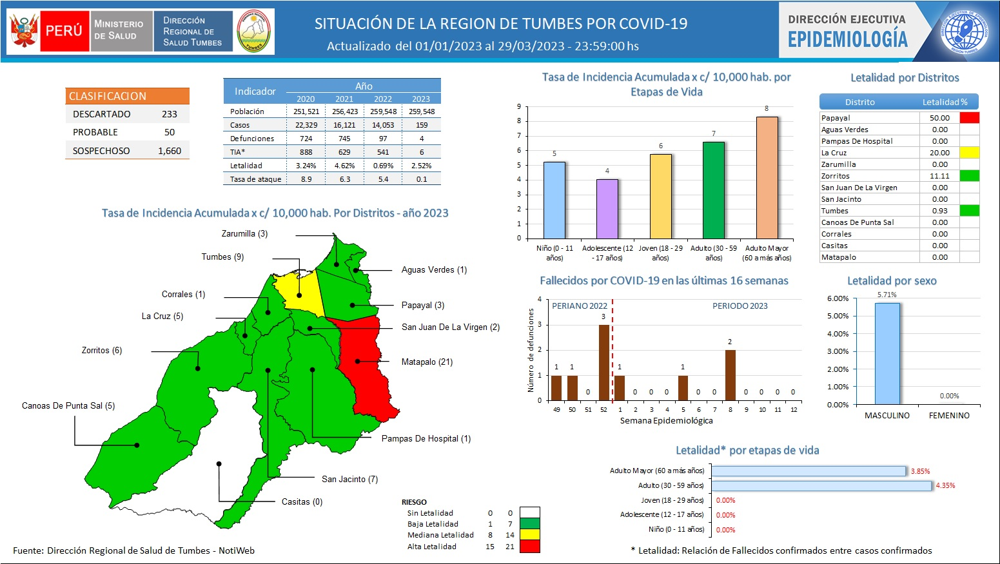 PERÚ
MINISTERIO
DE SALUD
DIRECCIÓN
REGIONAL DE
SALUD TUMBES
TUMBES
SITUACIÓN DE LA REGION DE TUMBES POR COVID-19
Actualizado del 01/01/2023 al 29/03/2023 - 23:59:00 hs
DIRECCIÓN EJECUTIVA
EPIDEMIOLOGÍA
CLASIFICACION
DESCARTADO 233
PROBABLE 50
SOSPECHOSO 1,660
Indicador Año
2020 2021 2022 2023
Población 251,521 256,423 259,548 259,548
Casos 22,329 16,121 14,053 159
Defunciones 724 745 97 4
TIA* 888 629 541 6
Letalidad 3.24% 4.62% 0.69% 2.52%
Tasa de ataque 8.9 6.3 5.4 0.1
Tasa de Incidencia Acumulada x c/ 10,000 hab. por
Etapas de Vida
9
8
7
6
5
4
3
2
1
0
5
4
6
7
8
Niño (0 - 11
años)
Adolescente (12
- 17 años)
Joven (18 - 29
años)
Adulto (30 - 59
años)
Adulto Mayor
(60 a más años)
Letalidad por Distritos
Distrito Letalidad %
Papayal 50.00
Aguas Verdes 0.00
Pampas De Hospital 0.00
La Cruz 20.00
Zarumilla 0.00
Zorritos 11.11
San Juan De La Virgen 0.00
San Jacinto 0.00
Tumbes 0.93
Canoas De Punta Sal 0.00
Corrales 0.00
Casitas 0.00
Matapalo 0.00
Tasa de Incidencia Acumulada x c/ 10,000 hab. Por Distritos - año 2023
Zarumilla (3)
Tumbes (9)
Aguas Verdes (1)
Corrales (1)
Papayal (3)
La Cruz (5)
San Juan De La Virgen (2)
Zorritos (6)
Matapalo (21)
Canoas De Punta Sal (5)
Pampas De Hospital (1)
San Jacinto (7)
Casitas (0)
RIESGO
Sin Letalidad 0 0
Baja Letalidad 1 7
Mediana Letalidad 8 14
Alta Letalidad 15 21
Fallecidos por COVID-19 en las últimas 16 semanas
PERIANO 2022 PERIODO 2023
Número de defunciones
4
3
2
1
0
1 1 0 3 1 0 0 0 1 0 0 2 0 0 0 0
49 50 51 52 1 2 3 4 5 6 7 8 9 10 11 12
Semana Epidemiológica
Letalidad por sexo
6.00%
5.00%
4.00%
3.00%
2.00%
1.00%
0.00%
5.71%
0.00%
MASCULINO FEMENINO
Letalidad* por etapas de vida
Adulto Mayor (60 a más años) 3.85%
Adulto (30 - 59 años) 4.35%
Joven (18 - 29 años) 0.00%
Adolescente (12 - 17 años) 0.00%
Niño (0 - 11 años) 0.00%
Fuente: Dirección Regional de Salud de Tumbes - NotiWeb
* Letalidad: Relación de Fallecidos confirmados entre casos confirmados